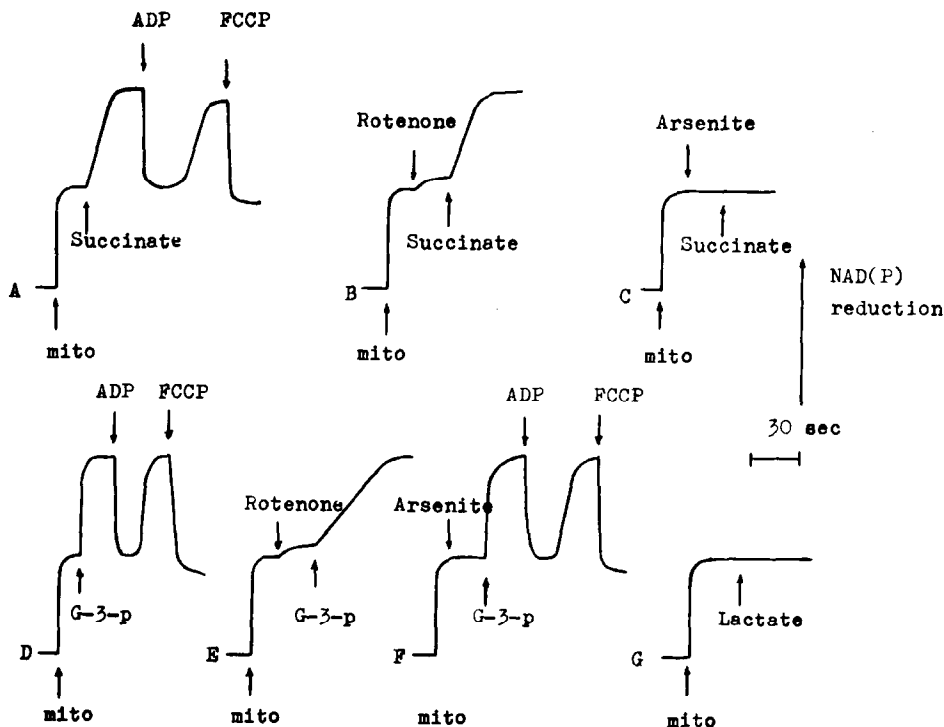 ADP FCCP
Rotenone
Arsenite
Succinate
Succinate
Succinate
A
B
C
NAD(P)
reduction
mito
mito
mito
ADP FCCP
ADP FCCP
30 sec
Rotenone
Arsenite
G-3-p
G-3-p
G-3-p
Lactate
D
E
F
G
mito
mito
mito
mito